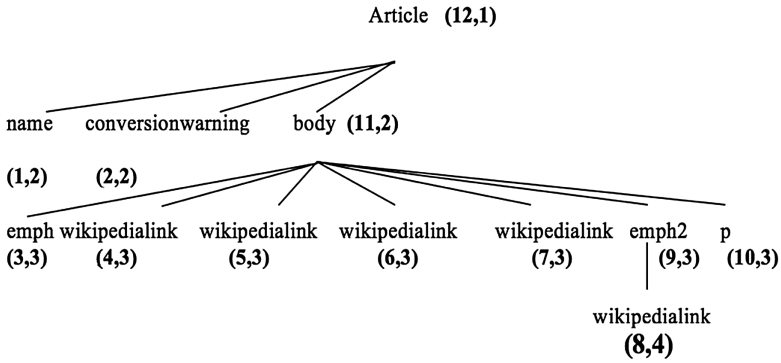 Article (12,1)
name conversionwarning body (11,2)
(1,2) (2,2)
emph wikipedialink wikipedialink wikipedialink wikipedialink emph2 p
(3,3) (4,3) (5,3) (6,3) (7,3) (9,3) (10,3)
wikipedialink
(8,4)